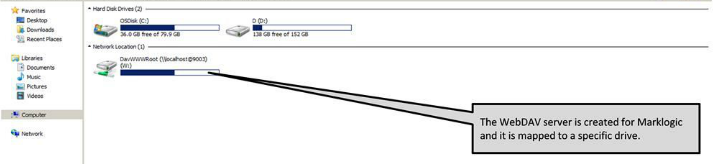 Favorites
Desktop
Downloads
Recent Places
Libraries
Documents
Music
Pictures
Videos
Computer
Network
Hard Disk Drives (2)
OSDisk (C:)
36.0 GB free of 79.9 GB
D (D:)
138 GB free of 152 GB
Network Location (1)
DavWWWRoot (\\localhost@9003)
(W:)
The WebDAV server is created for Marklogic
and it is mapped to a specific drive.